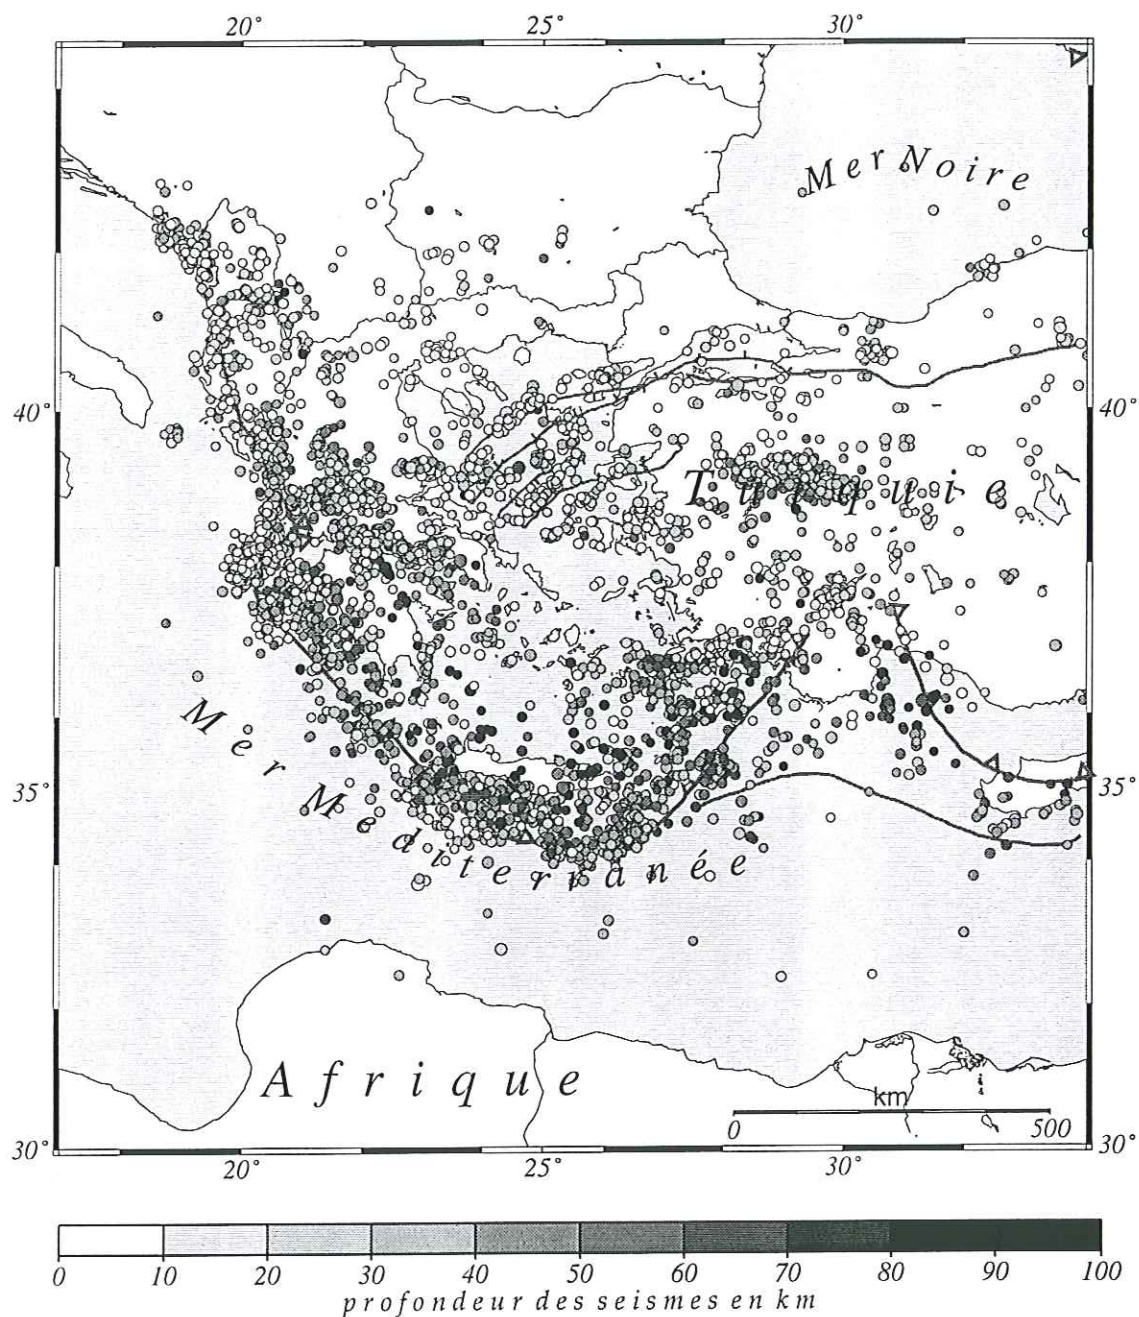 20° 25° 30°
Mer Noire
40° 40°
Turquie
Mer Mediterranée
35° 35°
Afrique
km
0 500
30° 30°
20° 25° 30°
0 10 20 30 40 50 60 70 80 90 100
profondeur des seismes en km